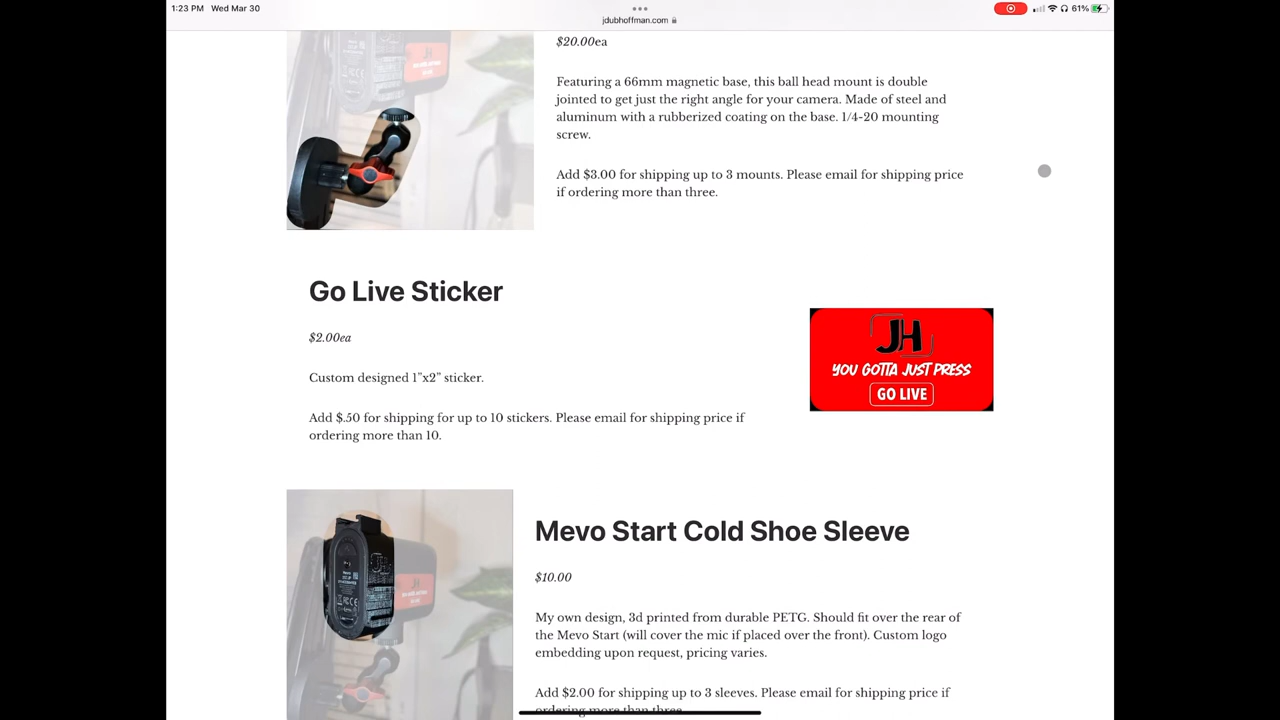 1:23 PM Wed Mar 30
61%
jdubhoffman.com
$20.00ea
Featuring a 66mm magnetic base, this ball head mount is double
jointed to get just the right angle for your camera. Made of steel and
aluminum with a rubberized coating on the base. 1/4-20 mounting
screw.
Add $3.00 for shipping up to 3 mounts. Please email for shipping price
if ordering more than three.
Go Live Sticker
$2.00ea
Custom designed 1”x2” sticker.
Add $.50 for shipping for up to 10 stickers. Please email for shipping price if
ordering more than 10.
JH
YOU GOTTA JUST PRESS
GO LIVE
Mevo Start Cold Shoe Sleeve
$10.00
My own design, 3d printed from durable PETG. Should fit over the rear of
the Mevo Start (will cover the mic if placed over the front). Custom logo
embedding upon request, pricing varies.
Add $2.00 for shipping up to 3 sleeves. Please email for shipping price if
ordering more than three.